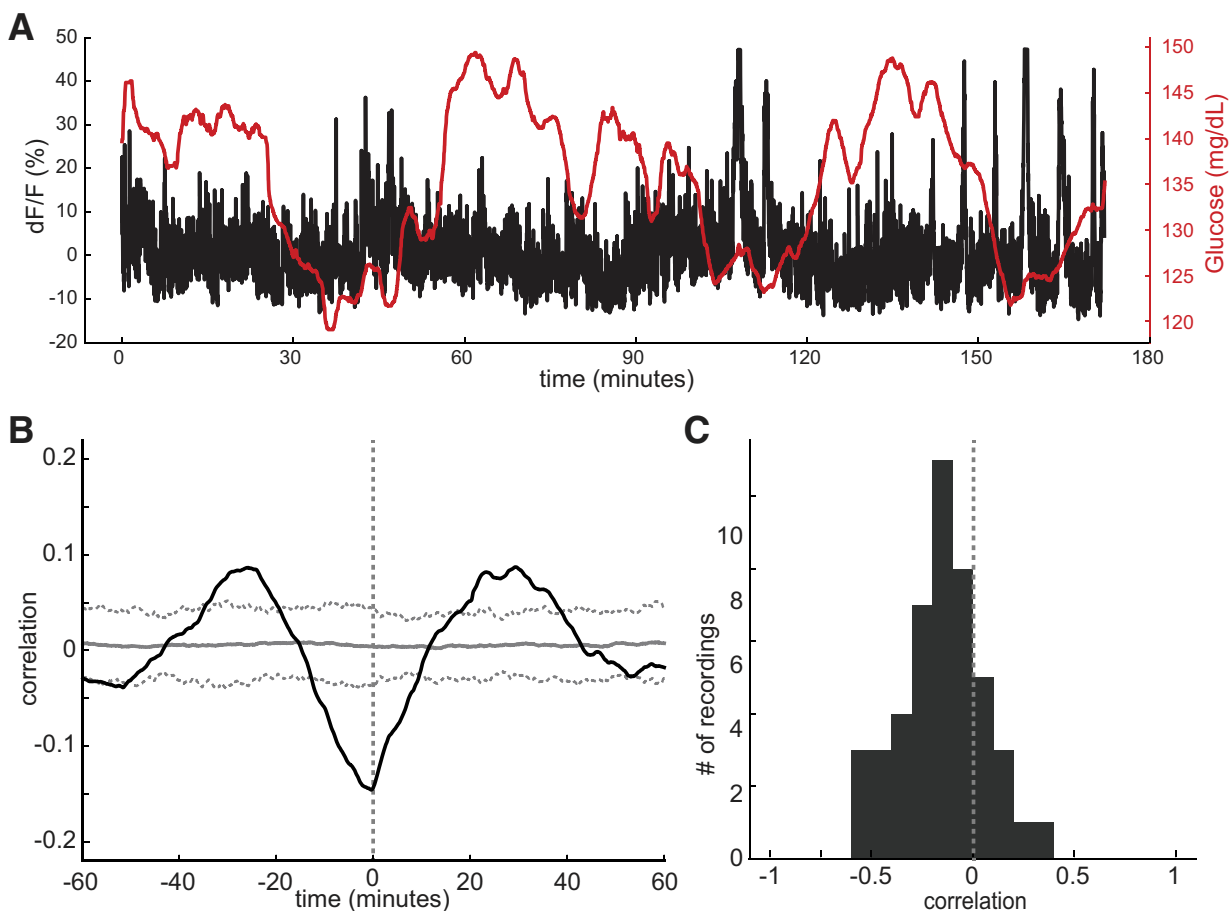 A
50
40
30
20
10
0
-10
-20
dF/F (%)
150
145
140
135
130
125
120
Glucose (mg/dL)
0 30 60 90 120 150 180
time (minutes)
B
0.2
0.1
0
-0.1
-0.2
correlation
-60 -40 -20 0 20 40 60
time (minutes)
C
10
8
6
4
2
0
# of recordings
-1 -0.5 0 0.5 1
correlation